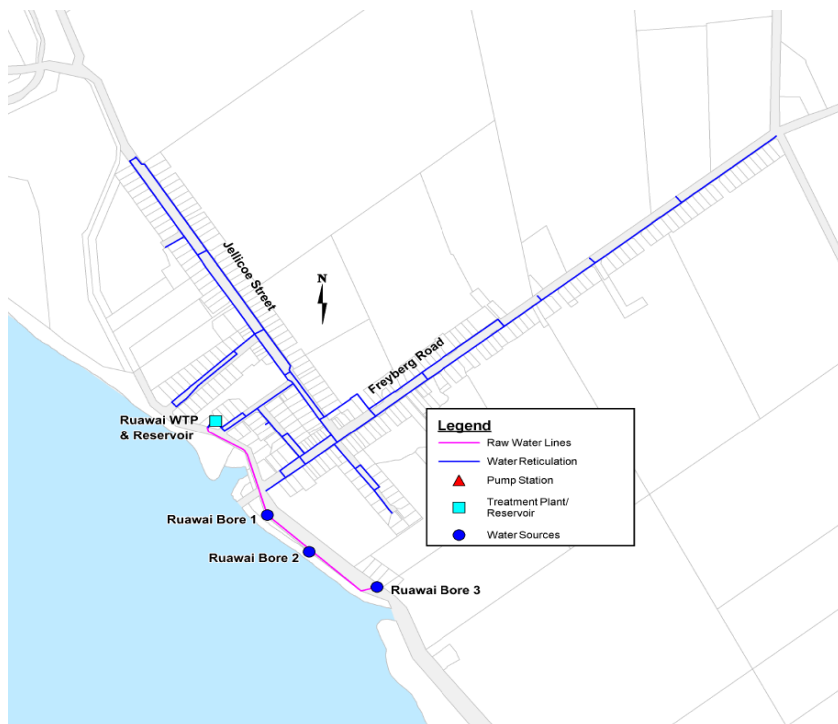 Jellicoe Street
N
Freyberg Road
Ruawai WTP
& Reservoir
Ruawai Bore 1
Ruawai Bore 2
Ruawai Bore 3
Legend
Raw Water Lines
Water Reticulation
Pump Station
Treatment Plant/
Reservoir
Water Sources